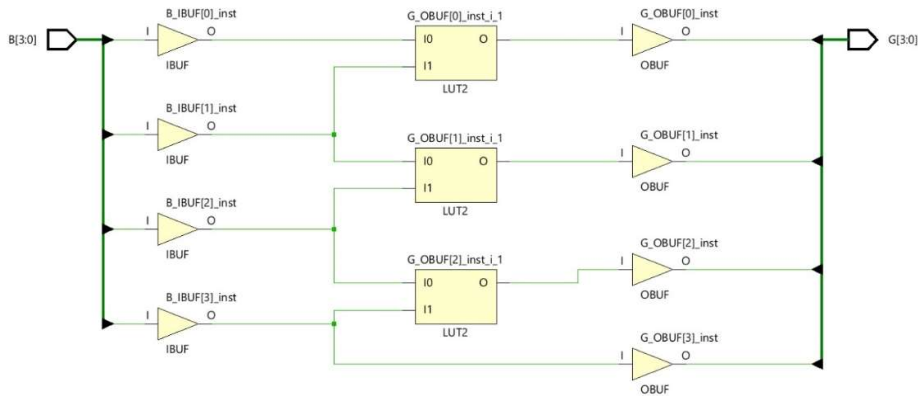 B_IBUF[0]_inst
G_OBUF[0]_inst_i_1
G_OBUF[0]_inst
B[3:0]
I
O
I0
O
I
O
G[3:0]
IBUF
I1
OBUF
LUT2
B_IBUF[1]_inst
G_OBUF[1]_inst_i_1
G_OBUF[1]_inst
I
O
I0
O
I
O
IBUF
I1
OBUF
LUT2
B_IBUF[2]_inst
I
O
G_OBUF[2]_inst_i_1
G_OBUF[2]_inst
IBUF
I0
O
I
O
B_IBUF[3]_inst
I1
OBUF
I
O
LUT2
G_OBUF[3]_inst
IBUF
I
O
OBUF